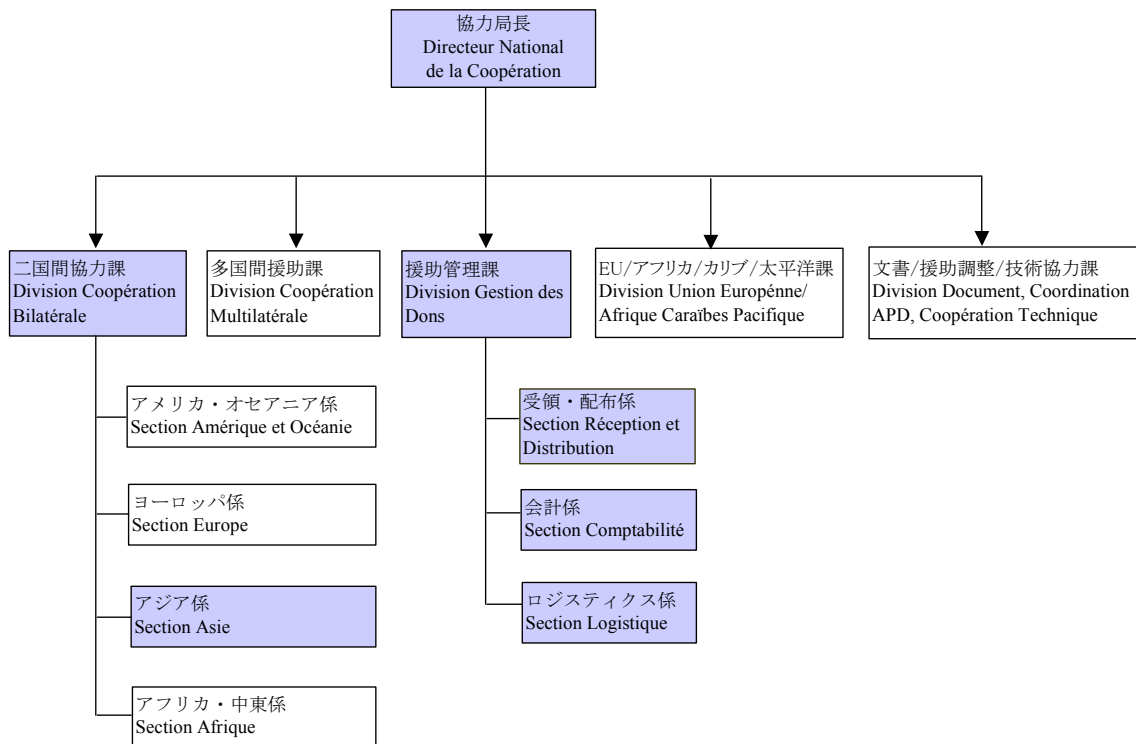 協力局長
Directeur National
de la Coopération
二国間協力課
Division Coopération
Bilatérale
多国間援助課
Division Coopération
Multilatérale
援助管理課
Division Gestion des
Dons
EU/アフリカ/カリブ/太平洋課
Division Union Europénne/
Afrique Caraïbes Pacifique
文書/援助調整/技術協力課
Division Document, Coordination
APD, Coopération Technique
アメリカ・オセアニア係
Section Amérique et Océanie
ヨーロッパ係
Section Europe
アジア係
Section Asie
アフリカ・中東係
Section Afrique
受領・配布係
Section Réception et
Distribution
会計係
Section Comptabilité
ロジスティクス係
Section Logistique